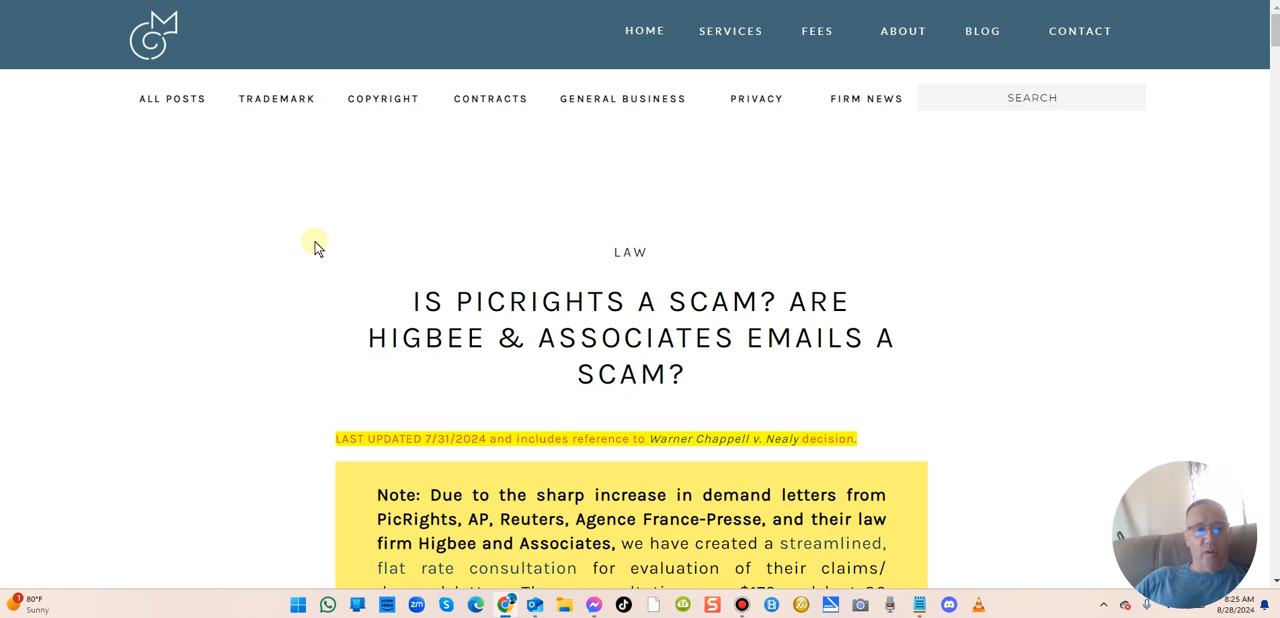 HOME SERVICES FEES ABOUT BLOG CONTACT
ALL POSTS TRADEMARK COPYRIGHT CONTRACTS GENERAL BUSINESS PRIVACY FIRM NEWS SEARCH
LAW
IS PICRIGHTS A SCAM? ARE
HIGBEE & ASSOCIATES EMAILS A
SCAM?
LAST UPDATED 7/31/2024 and includes reference to Warner Chappell v. Nealy decision.
Note: Due to the sharp increase in demand letters from
PicRights, AP, Reuters, Agence France-Presse, and their law
firm Higbee and Associates, we have created a streamlined,
flat rate consultation for evaluation of their claims/
80°F
Sunny
zm
8:25 AM
8/28/2024